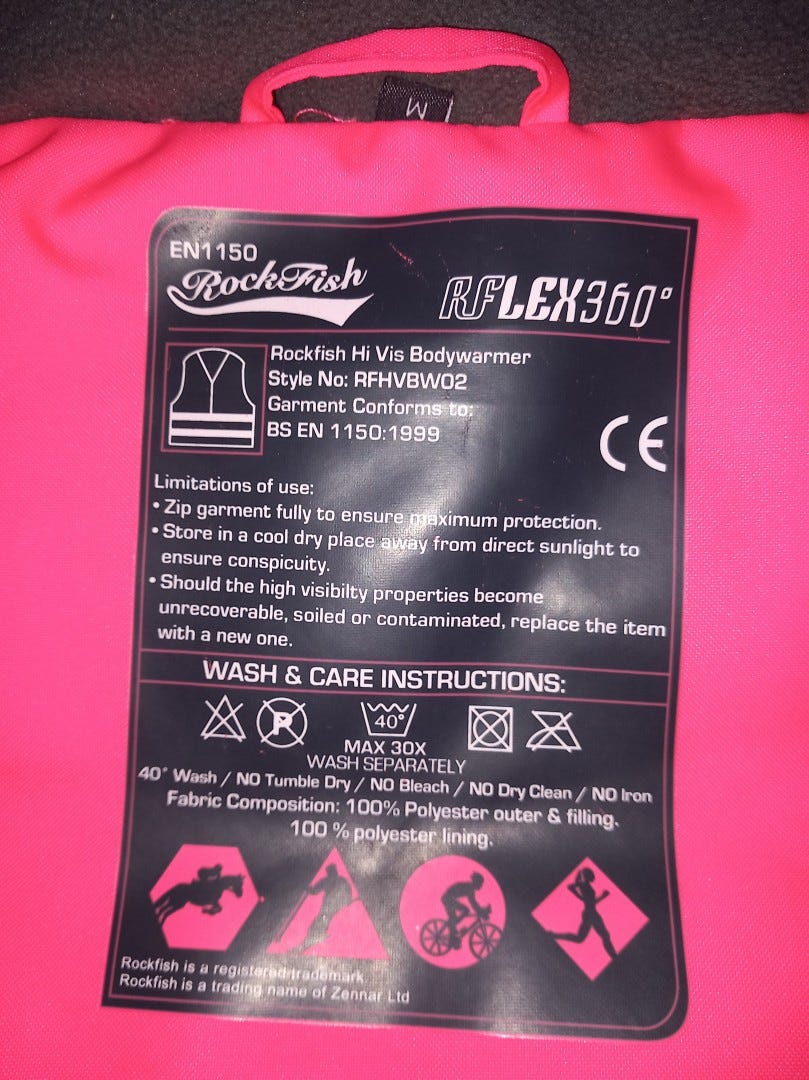 M
EN1150
RockFish
RFLEX360°
Rockfish Hi Vis Bodywarmer
Style No: RFHVBW02
Garment Conforms to:
BS EN 1150:1999
CE
Limitations of use:
• Zip garment fully to ensure maximum protection.
• Store in a cool dry place away from direct sunlight to
ensure conspicuity.
• Should the high visibilty properties become
unrecoverable, soiled or contaminated, replace the item
with a new one.
WASH & CARE INSTRUCTIONS:
P
40°
MAX 30X
WASH SEPARATELY
40° Wash / NO Tumble Dry / NO Bleach / NO Dry Clean / NO Iron
Fabric Composition: 100% Polyester outer & filling.
100 % polyester lining.
Rockfish is a registered trademark
Rockfish is a trading name of Zennar Ltd